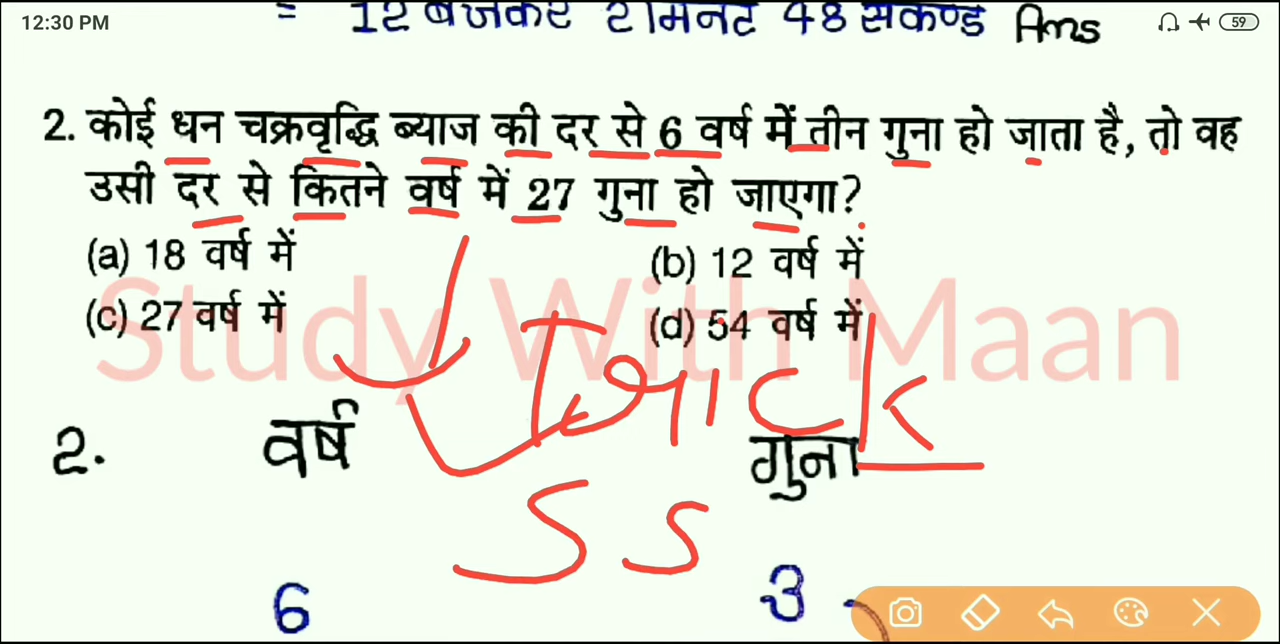 12:30 PM 59
= 12 बजकर 2 मिनट 48 सेकण्ड Ans
2. कोई धन चक्रवृद्धि ब्याज की दर से 6 वर्ष में तीन गुना हो जाता है, तो वह
उसी दर से कितने वर्ष में 27 गुना हो जाएगा?
(a) 18 वर्ष में (b) 12 वर्ष में
(c) 27 वर्ष में (d) 54 वर्ष में
Study With Maan
Trick
2. वर्ष गुना
S S
6 3